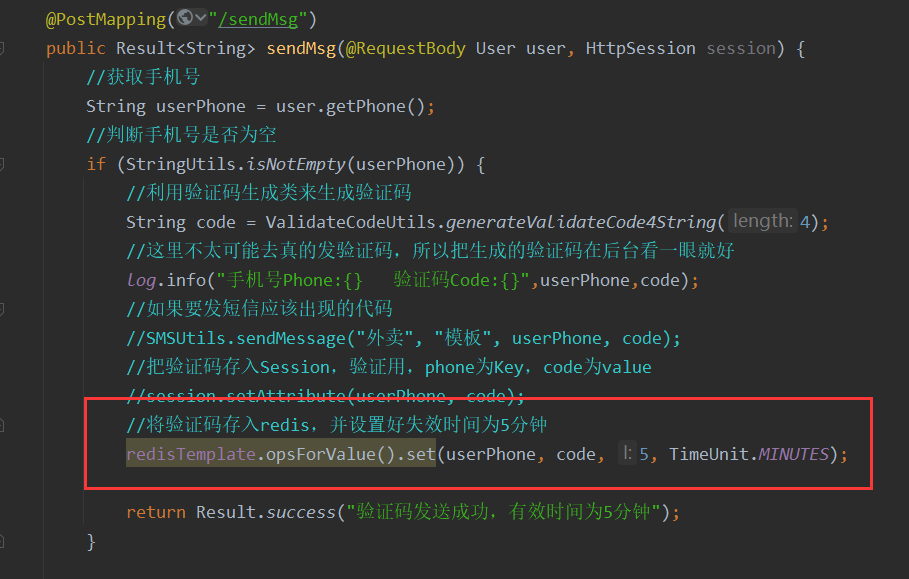 @PostMapping("/sendMsg")
public Result<String> sendMsg(@RequestBody User user, HttpSession session) {
//获取手机号
String userPhone = user.getPhone();
//判断手机号是否为空
if (StringUtils.isNotEmpty(userPhone)) {
//利用验证码生成类来生成验证码
String code = ValidateCodeUtils.generateValidateCode4String( length: 4);
//这里不太可能去真的发验证码，所以把生成的验证码在后台看一眼就好
log.info("手机号Phone:{}   验证码Code:{}",userPhone,code);
//如果要发短信应该出现的代码
//SMSUtils.sendMessage("外卖", "模板", userPhone, code);
//把验证码存入Session，验证用，phone为Key，code为value
//session.setAttribute(userPhone, code);
//将验证码存入redis，并设置好失效时间为5分钟
redisTemplate.opsForValue().set(userPhone, code, l: 5, TimeUnit.MINUTES);
return Result.success("验证码发送成功，有效时间为5分钟");
}